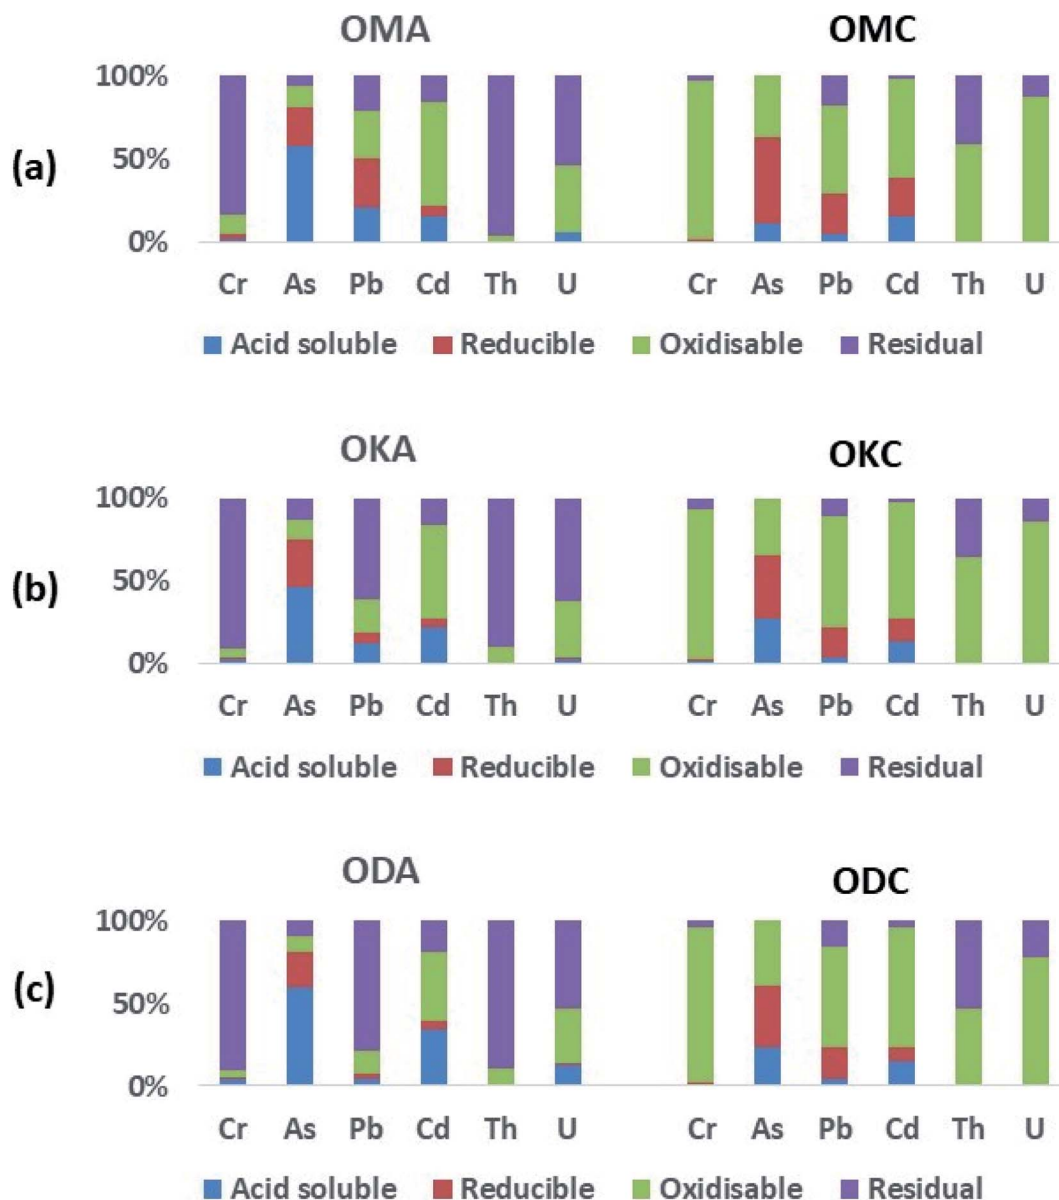 OMA OMC
(a)
100%
50%
0%
Cr As Pb Cd Th U Cr As Pb Cd Th U
Acid soluble Reducible Oxidisable Residual
OKA OKC
(b)
100%
50%
0%
Cr As Pb Cd Th U Cr As Pb Cd Th U
Acid soluble Reducible Oxidisable Residual
ODA ODC
(c)
100%
50%
0%
Cr As Pb Cd Th U Cr As Pb Cd Th U
Acid soluble Reducible Oxidisable Residual